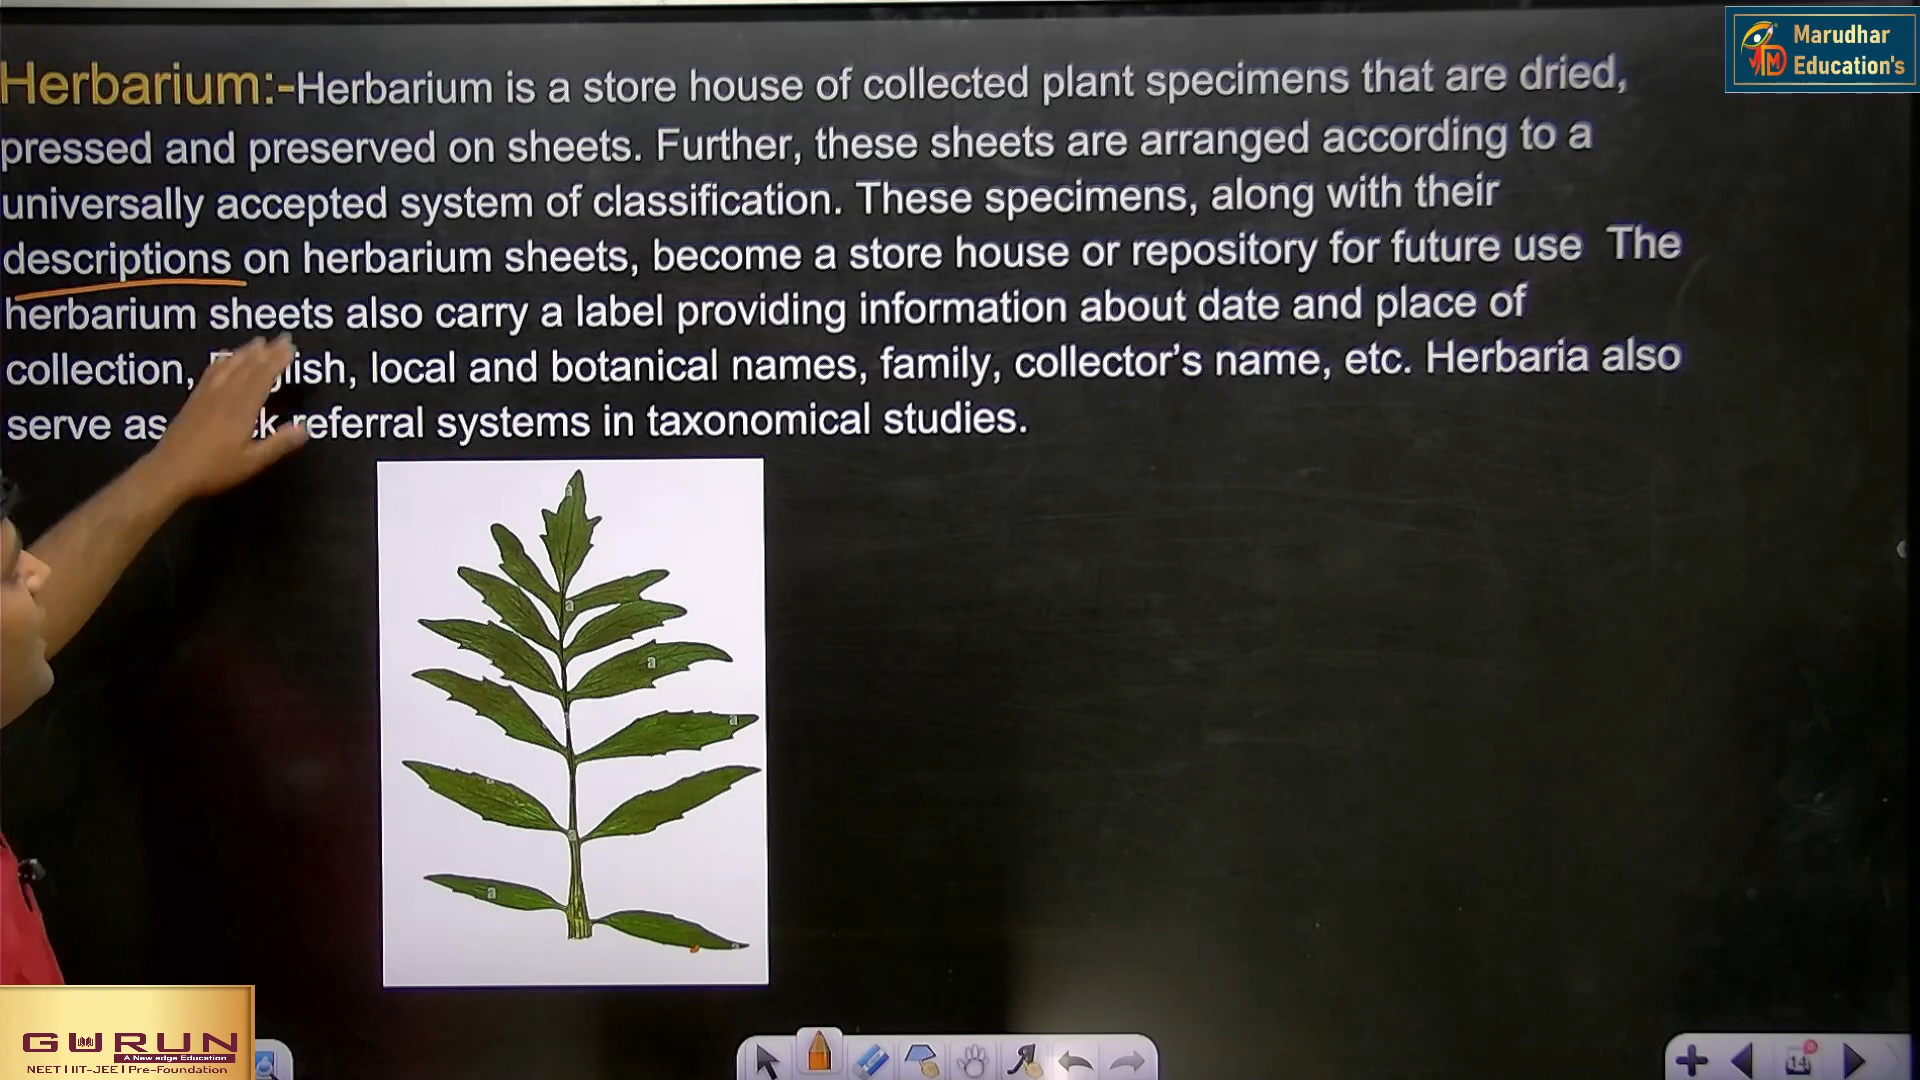 Marudhar
Education's
Herbarium:-Herbarium is a store house of collected plant specimens that are dried,
pressed and preserved on sheets. Further, these sheets are arranged according to a
universally accepted system of classification. These specimens, along with their
descriptions on herbarium sheets, become a store house or repository for future use The
herbarium sheets also carry a label providing information about date and place of
collection, local and botanical names, family, collector's name, etc. Herbaria also
serve as referral systems in taxonomical studies.
a
a
a
a
a
a
GURUN
A New edge Education
NEET | IIT-JEE | Pre-Foundation
14